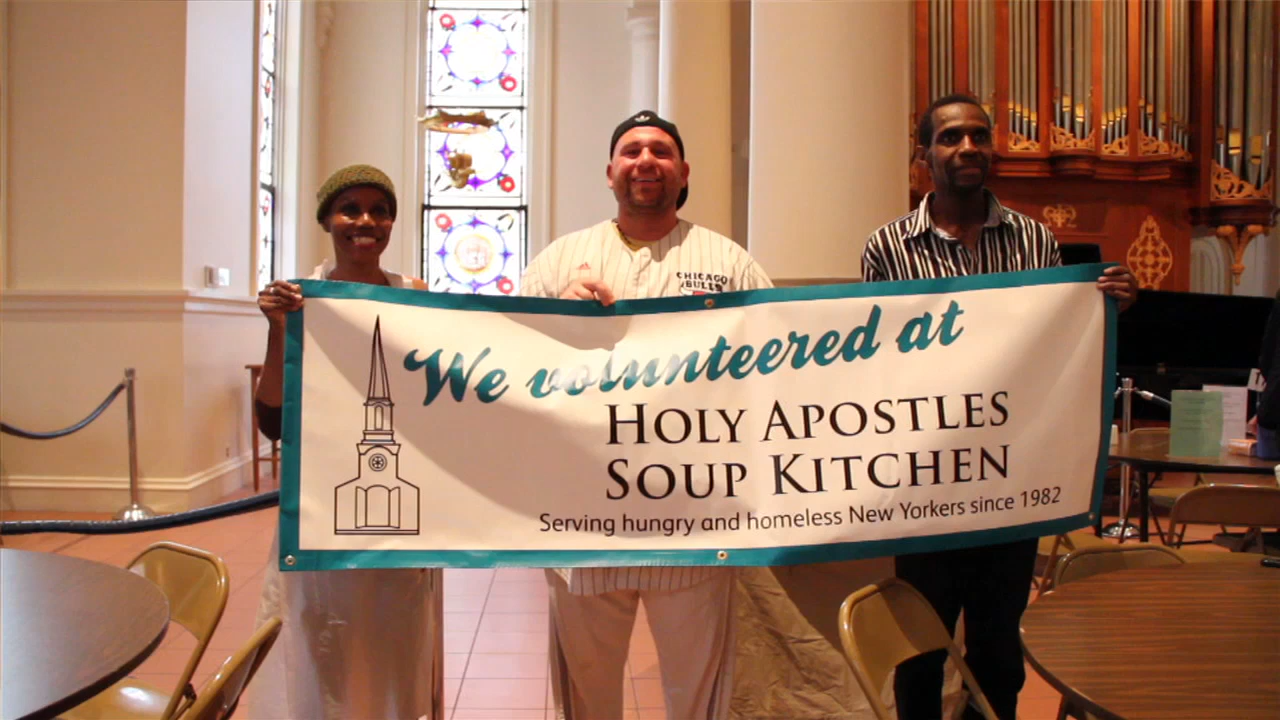 CHICAGO
BULLS
We volunteered at
HOLY APOSTLES
SOUP KITCHEN
Serving hungry and homeless New Yorkers since 1982